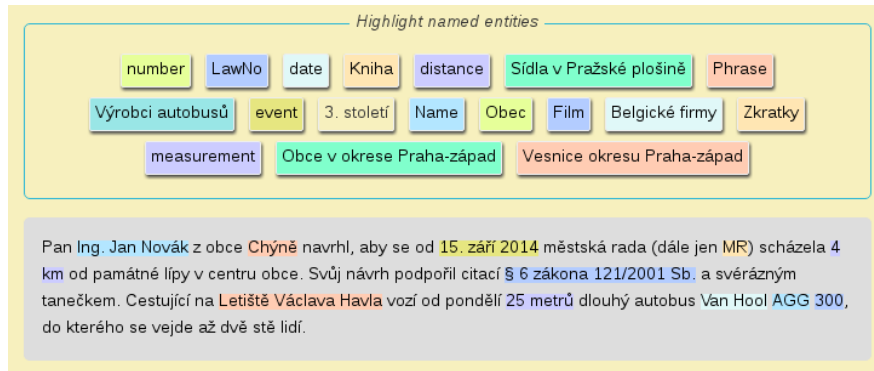 Highlight named entities
number LawNo date Kniha distance Sídla v Pražské plošině Phrase
Výrobci autobusů event 3. století Name Obec Film Belgické firmy Zkratky
measurement Obce v okrese Praha-západ Vesnice okresu Praha-západ
Pan Ing. Jan Novák z obce Chýně navrhl, aby se od 15. září 2014 městská rada (dále jen MR) scházela 4
km od památné lípy v centru obce. Svůj návrh podpořil citací § 6 zákona 121/2001 Sb. a svérázným
tanečkem. Cestující na Letiště Václava Havla vozí od pondělí 25 metrů dlouhý autobus Van Hool AGG 300,
do kterého se vejde až dvě stě lidí.